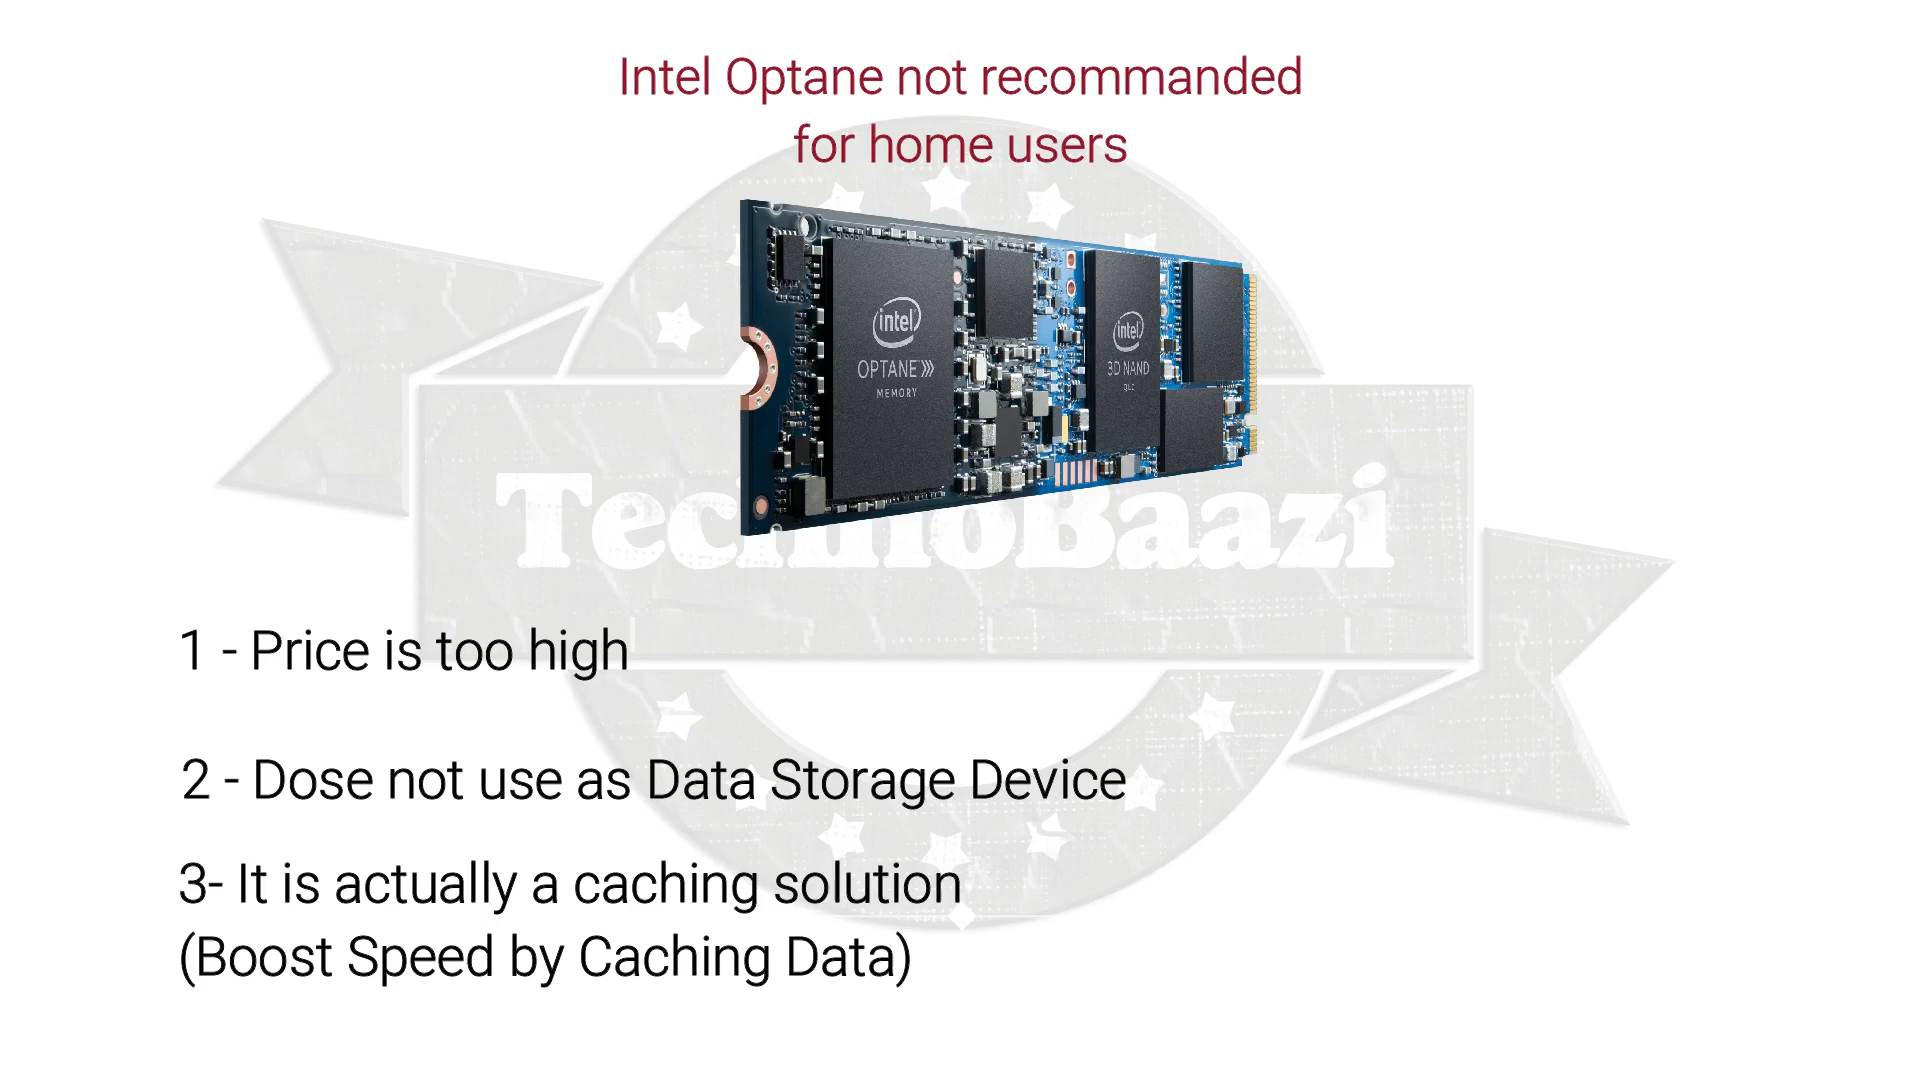 Intel Optane not recommanded
for home users
intel
OPTANE
MEMORY
intel
3D NAND
QLC
TechnoBaazi
1 - Price is too high
2 - Dose not use as Data Storage Device
3- It is actually a caching solution
(Boost Speed by Caching Data)